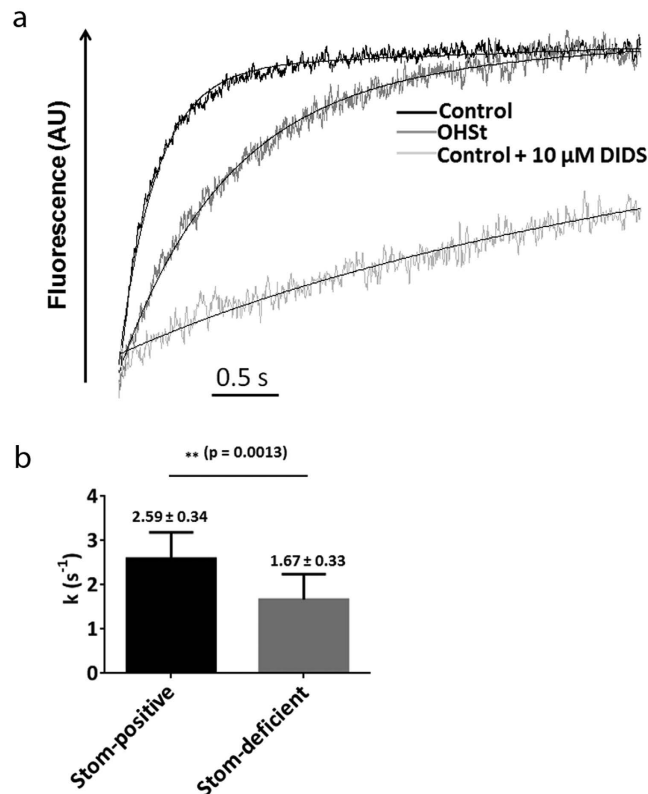 a
Fluorescence (AU)
Control
OHSt
Control + 10 µM DIDS
0.5 s
b
** (p = 0.0013)
k (s⁻¹)
4
3
2
1
0
2.59 ± 0.34
1.67 ± 0.33
Stom-positive
Stom-deficient